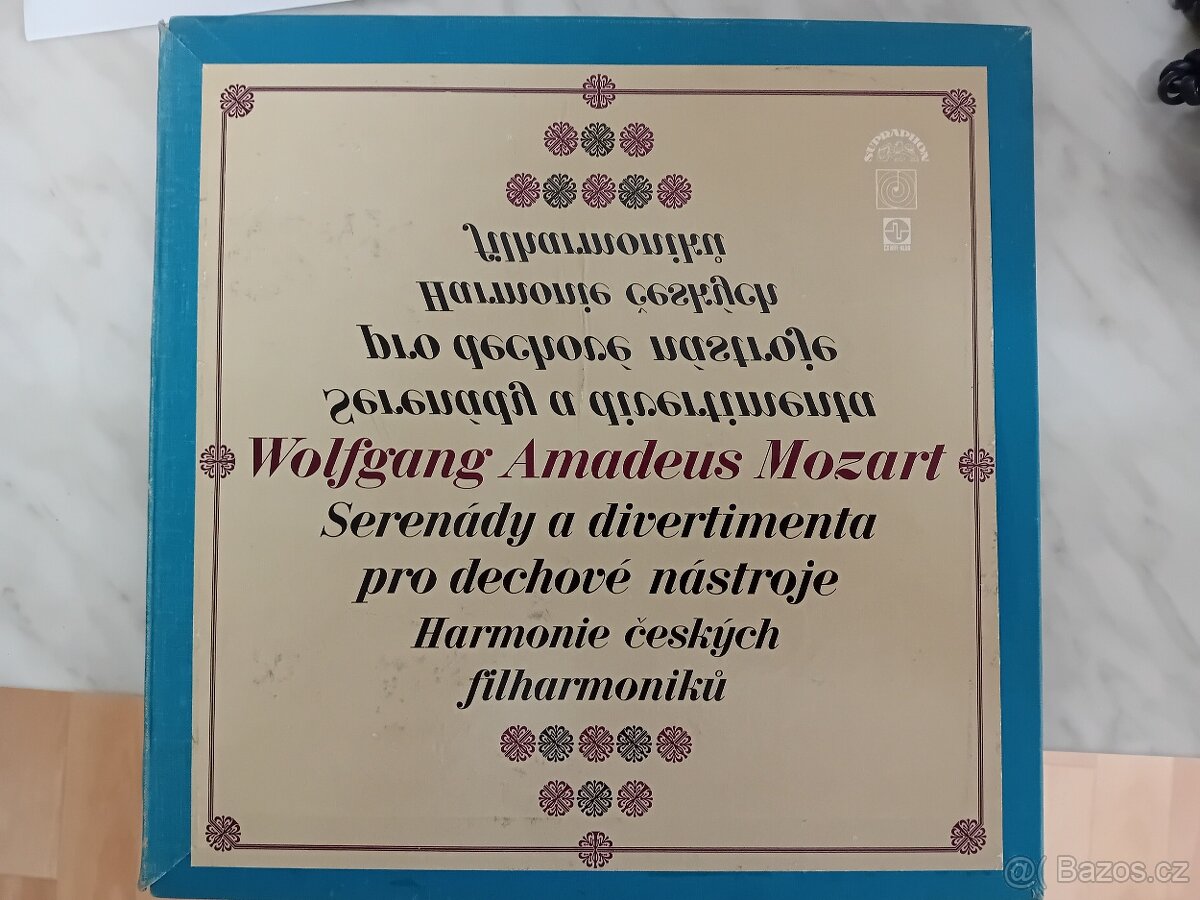 SUPRAPHON
filharmoniků
Harmonie českých
pro dechové nástroje
Serenády a divertimenta
Wolfgang Amadeus Mozart
Serenády a divertimenta
pro dechové nástroje
Harmonie českých
filharmoniků
@( Bazos.cz